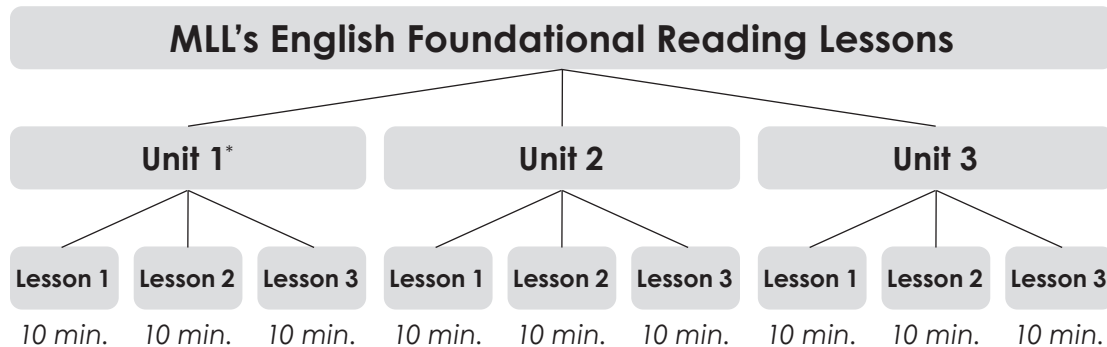 MLL's English Foundational Reading Lessons
Unit 1* Unit 2 Unit 3
Lesson 1 Lesson 2 Lesson 3 Lesson 1 Lesson 2 Lesson 3 Lesson 1 Lesson 2 Lesson 3
10 min. 10 min. 10 min. 10 min. 10 min. 10 min. 10 min. 10 min. 10 min.